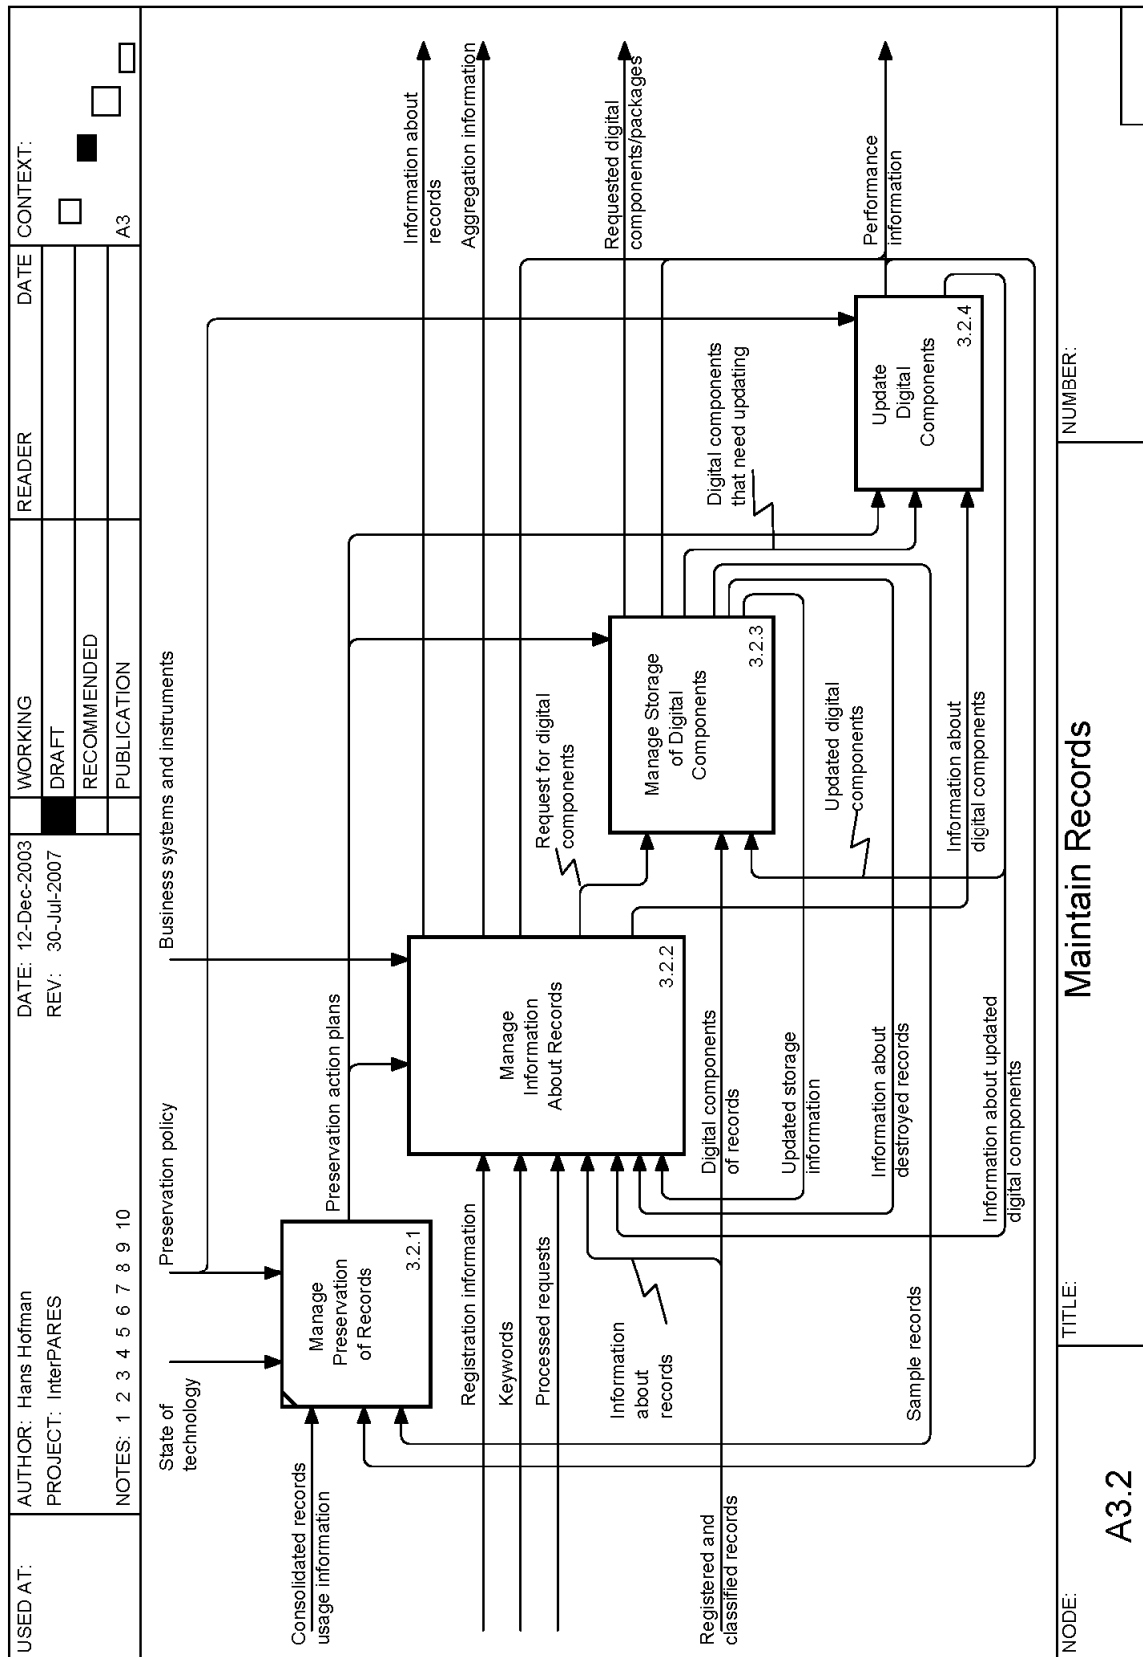 USED AT:
AUTHOR: Hans Hofman
PROJECT: InterPARES
NOTES: 1 2 3 4 5 6 7 8 9 10
DATE: 12-Dec-2003
REV: 30-Jul-2007
WORKING
DRAFT
RECOMMENDED
PUBLICATION
READER
DATE
CONTEXT:
A3
State of
technology
Preservation policy
Business systems and instruments
Consolidated records
usage information
Manage
Preservation
of Records
3.2.1
Preservation action plans
Information about
records
Aggregation information
Registration information
Keywords
Processed requests
Manage
Information
About Records
3.2.2
Request for digital
components
Requested digital
components/packages
Information
about
records
Registered and
classified records
Digital components
of records
Manage Storage
of Digital
Components
3.2.3
Digital components
that need updating
Updated storage
information
Updated digital
components
Information about
destroyed records
Information about
digital components
Update
Digital
Components
3.2.4
Performance
information
Sample records
Information about updated
digital components
NODE:
A3.2
TITLE:
Maintain Records
NUMBER: